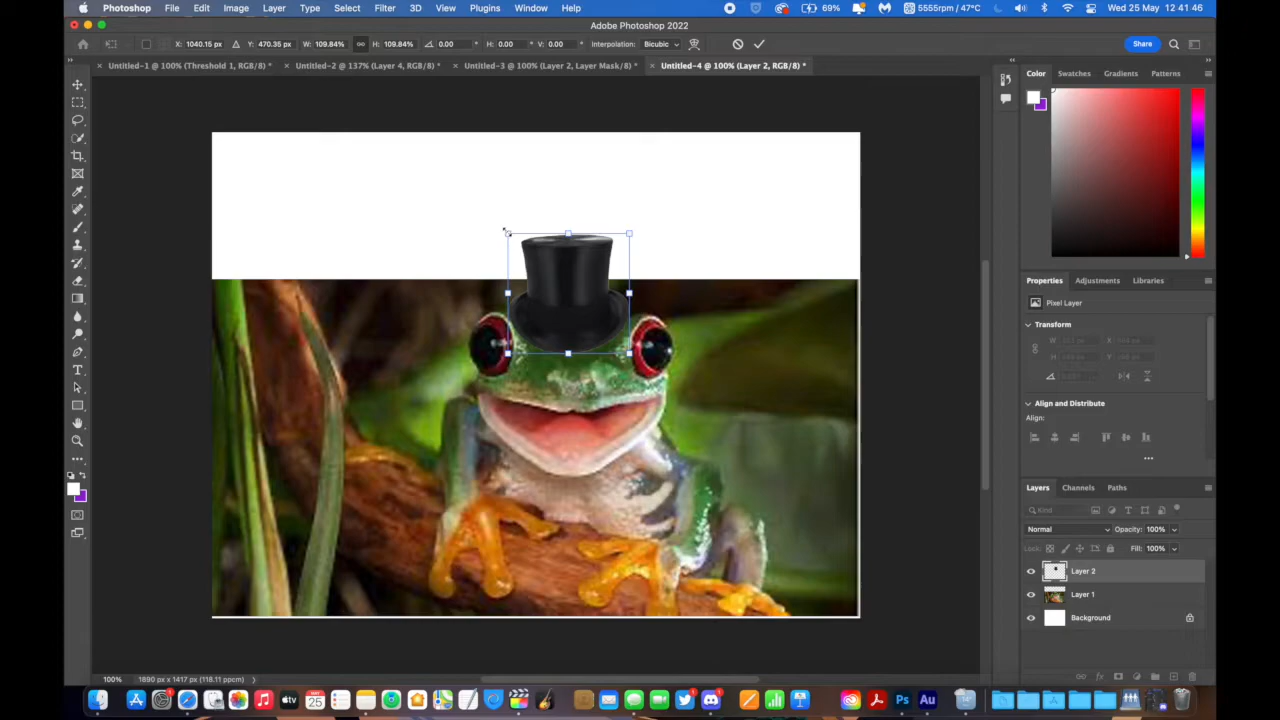 Photoshop File Edit Image Layer Type Select Filter 3D View Plugins Window Help 69% 5555rpm / 47°C Wed 25 May 12:41:46
Adobe Photoshop 2022
X: 1040.15 px Y: 470.35 px W: 109.84% H: 109.84% 0.00 H: 0.00 V: 0.00 Interpolation: Bicubic Share
Untitled-1 @ 100% (Threshold 1, RGB/8) * Untitled-2 @ 137% (Layer 4, RGB/8) * Untitled-3 @ 100% (Layer 2, Layer Mask/8) * Untitled-4 @ 100% (Layer 2, RGB/8) *
Color Swatches Gradients Patterns
Properties Adjustments Libraries
Pixel Layer
Transform
Align and Distribute
Align:
Layers Channels Paths
Kind
Normal Opacity: 100%
Lock: Fill: 100%
Layer 2
Layer 1
Background
100% 1890 px x 1417 px (118.11 ppcm)
tv MAY 25 Ps Au